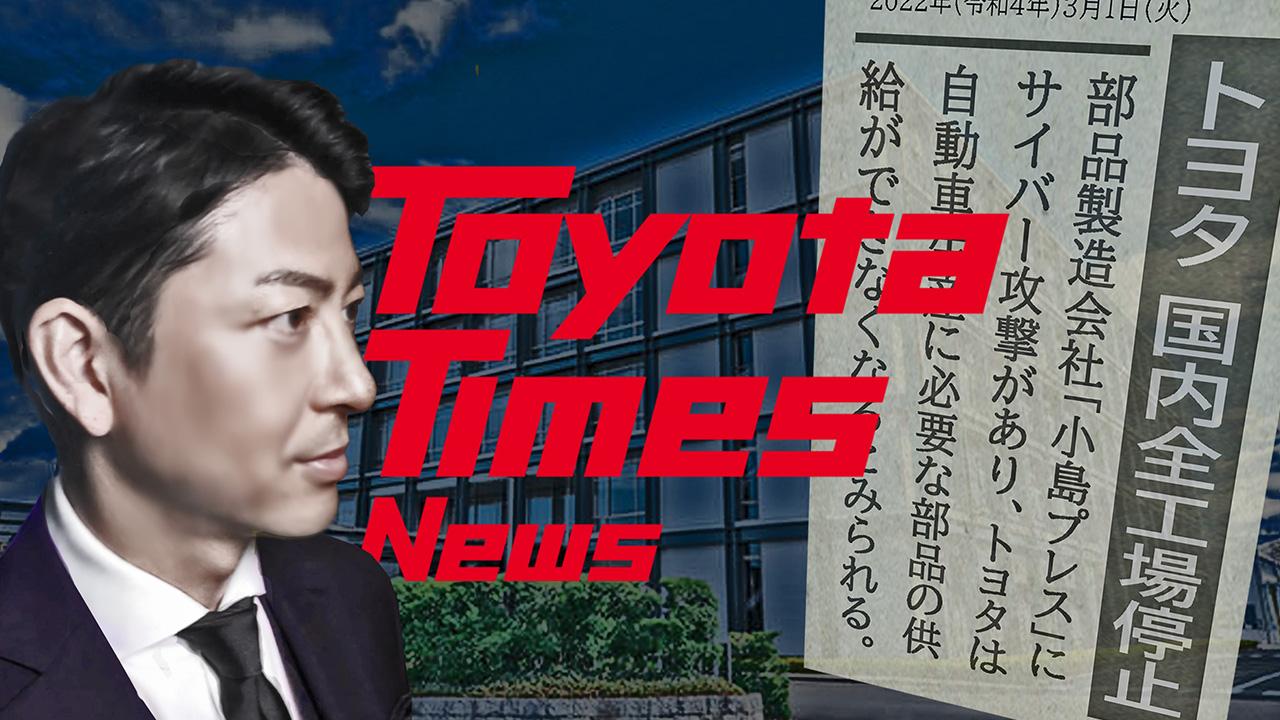 Toyota
Times
News
2022年(令和4年)3月1日(火)
トヨタ 国内全工場停止
部品製造会社「小島プレス」に
サイバー攻撃があり、トヨタは
自動車 に必要な部品の供
給ができなくなる みられる。